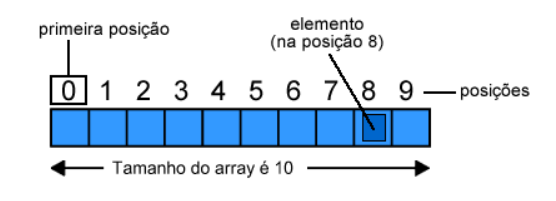 primeira posição
elemento
(na posição 8)
0 1 2 3 4 5 6 7 8 9
posições
Tamanho do array é 10